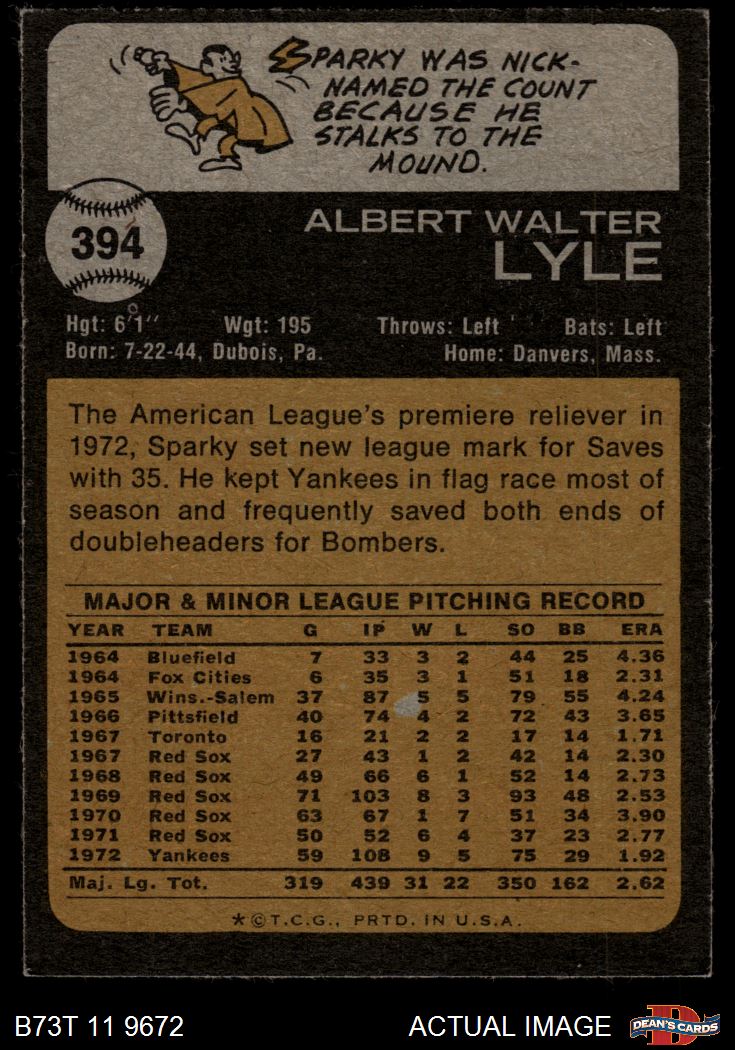 SPARKY WAS NICK-
NAMED THE COUNT
BECAUSE HE
STALKS TO THE
MOUND.
394
ALBERT WALTER
LYLE
Hgt: 6'1" Wgt: 195 Throws: Left Bats: Left
Born: 7-22-44, Dubois, Pa. Home: Danvers, Mass.
The American League's premiere reliever in
1972, Sparky set new league mark for Saves
with 35. He kept Yankees in flag race most of
season and frequently saved both ends of
doubleheaders for Bombers.
MAJOR & MINOR LEAGUE PITCHING RECORD
YEAR TEAM G IP W L SO BB ERA
1964 Bluefield 7 33 3 2 44 25 4.36
1964 Fox Cities 6 35 3 1 51 18 2.31
1965 Wins.-Salem 37 87 5 5 79 55 4.24
1966 Pittsfield 40 74 4 2 72 43 3.65
1967 Toronto 16 21 2 2 17 14 1.71
1967 Red Sox 27 43 1 2 42 14 2.30
1968 Red Sox 49 66 6 1 52 14 2.73
1969 Red Sox 71 103 8 3 93 48 2.53
1970 Red Sox 63 67 1 7 51 34 3.90
1971 Red Sox 50 52 6 4 37 23 2.77
1972 Yankees 59 108 9 5 75 29 1.92
Maj. Lg. Tot. 319 439 31 22 350 162 2.62
*©T.C.G., PRTD. IN U.S.A.
B73T 11 9672 ACTUAL IMAGE D DEAN'S CARDS